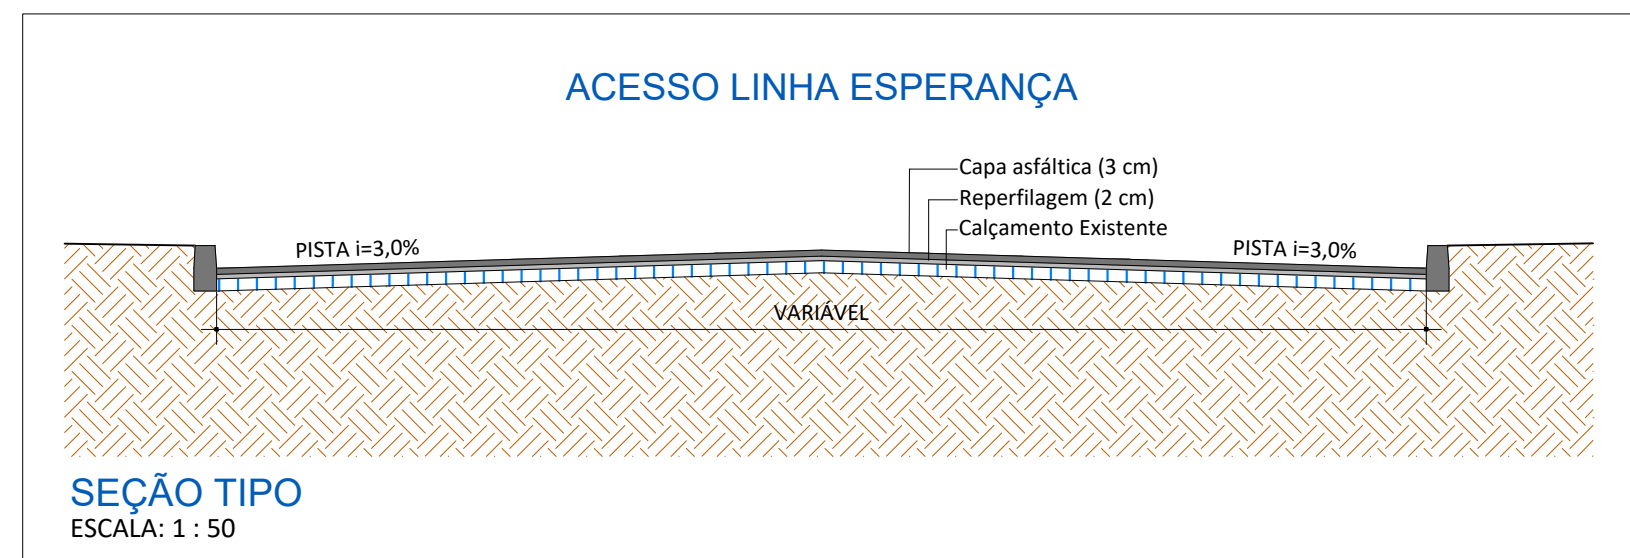 ACESSO LINHA ESPERANÇA
Capa asfáltica (3 cm)
Reperfilagem (2 cm)
Calçamento Existente
PISTA i=3,0%
PISTA i=3,0%
VARIÁVEL
SEÇÃO TIPO
ESCALA: 1 : 50